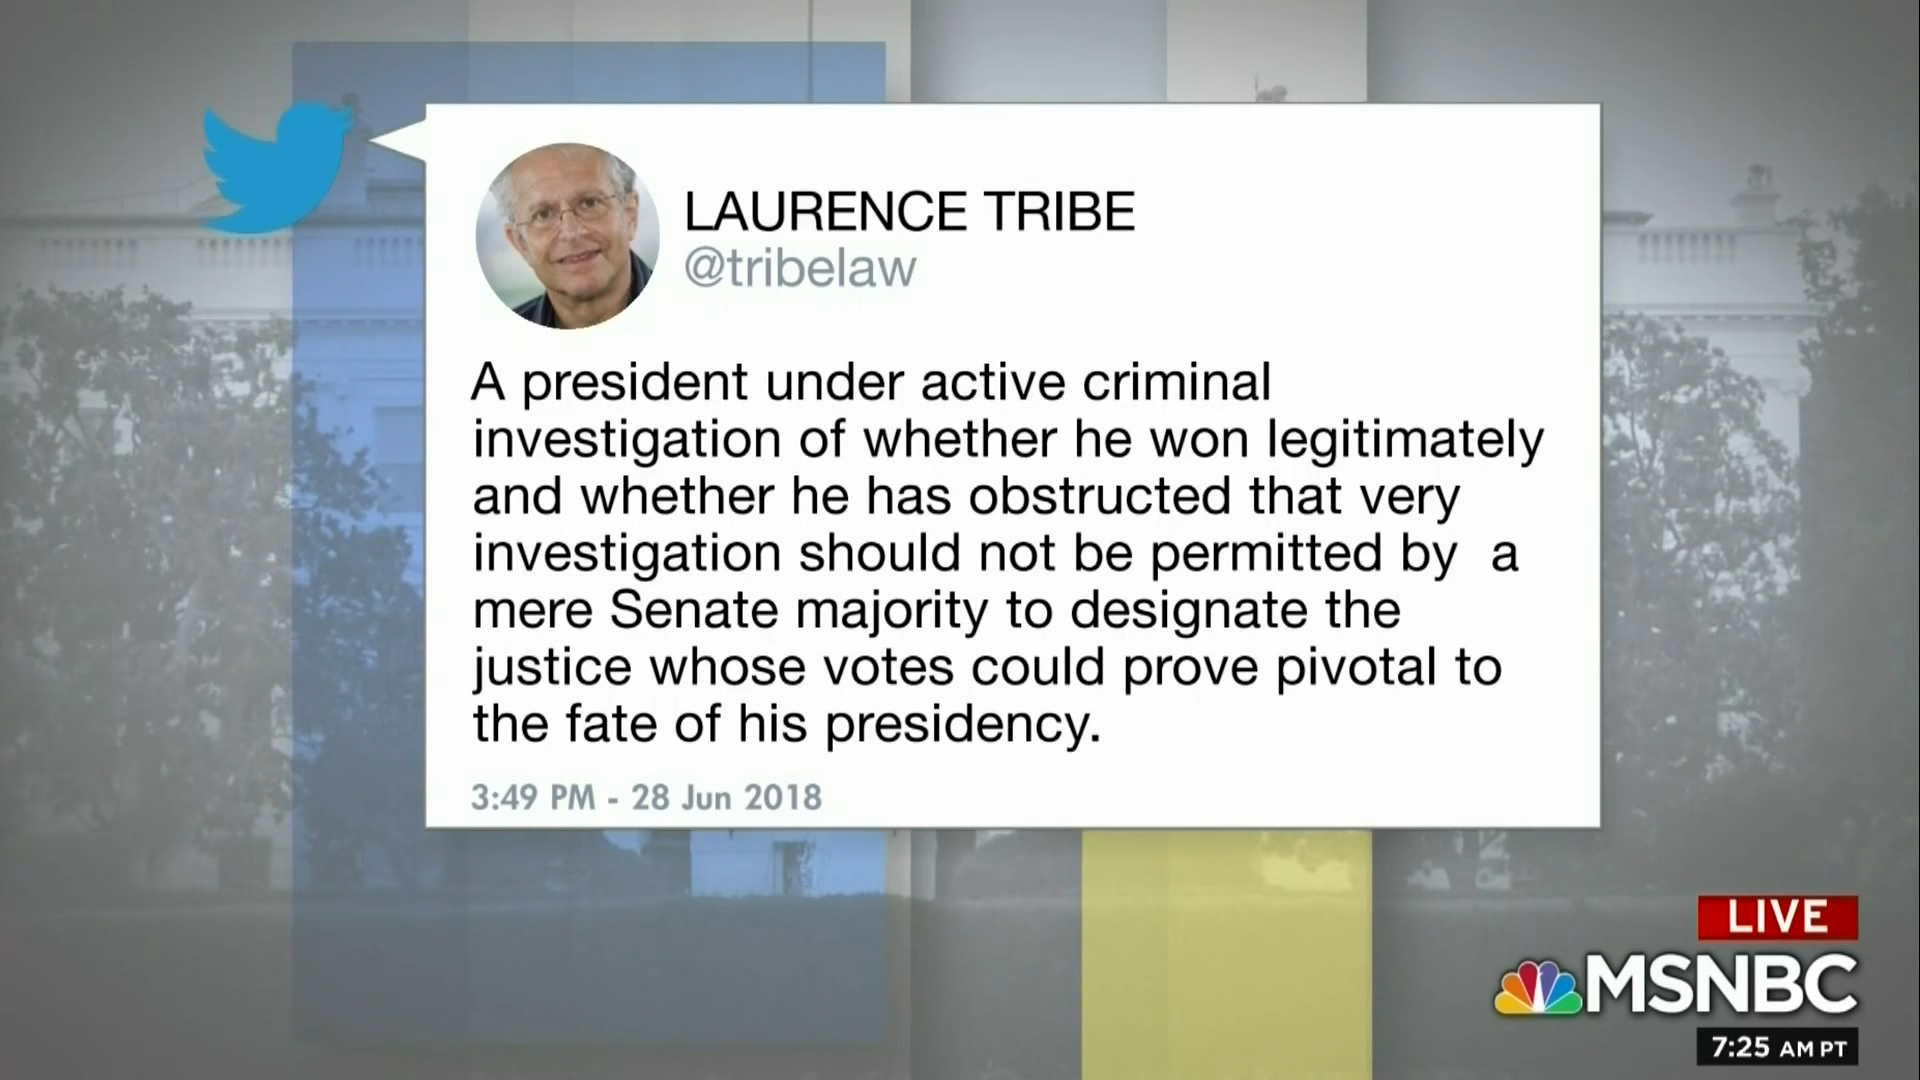 LAURENCE TRIBE
@tribelaw
A president under active criminal
investigation of whether he won legitimately
and whether he has obstructed that very
investigation should not be permitted by a
mere Senate majority to designate the
justice whose votes could prove pivotal to
the fate of his presidency.
3:49 PM - 28 Jun 2018
LIVE
MSNBC
7:25 AM PT